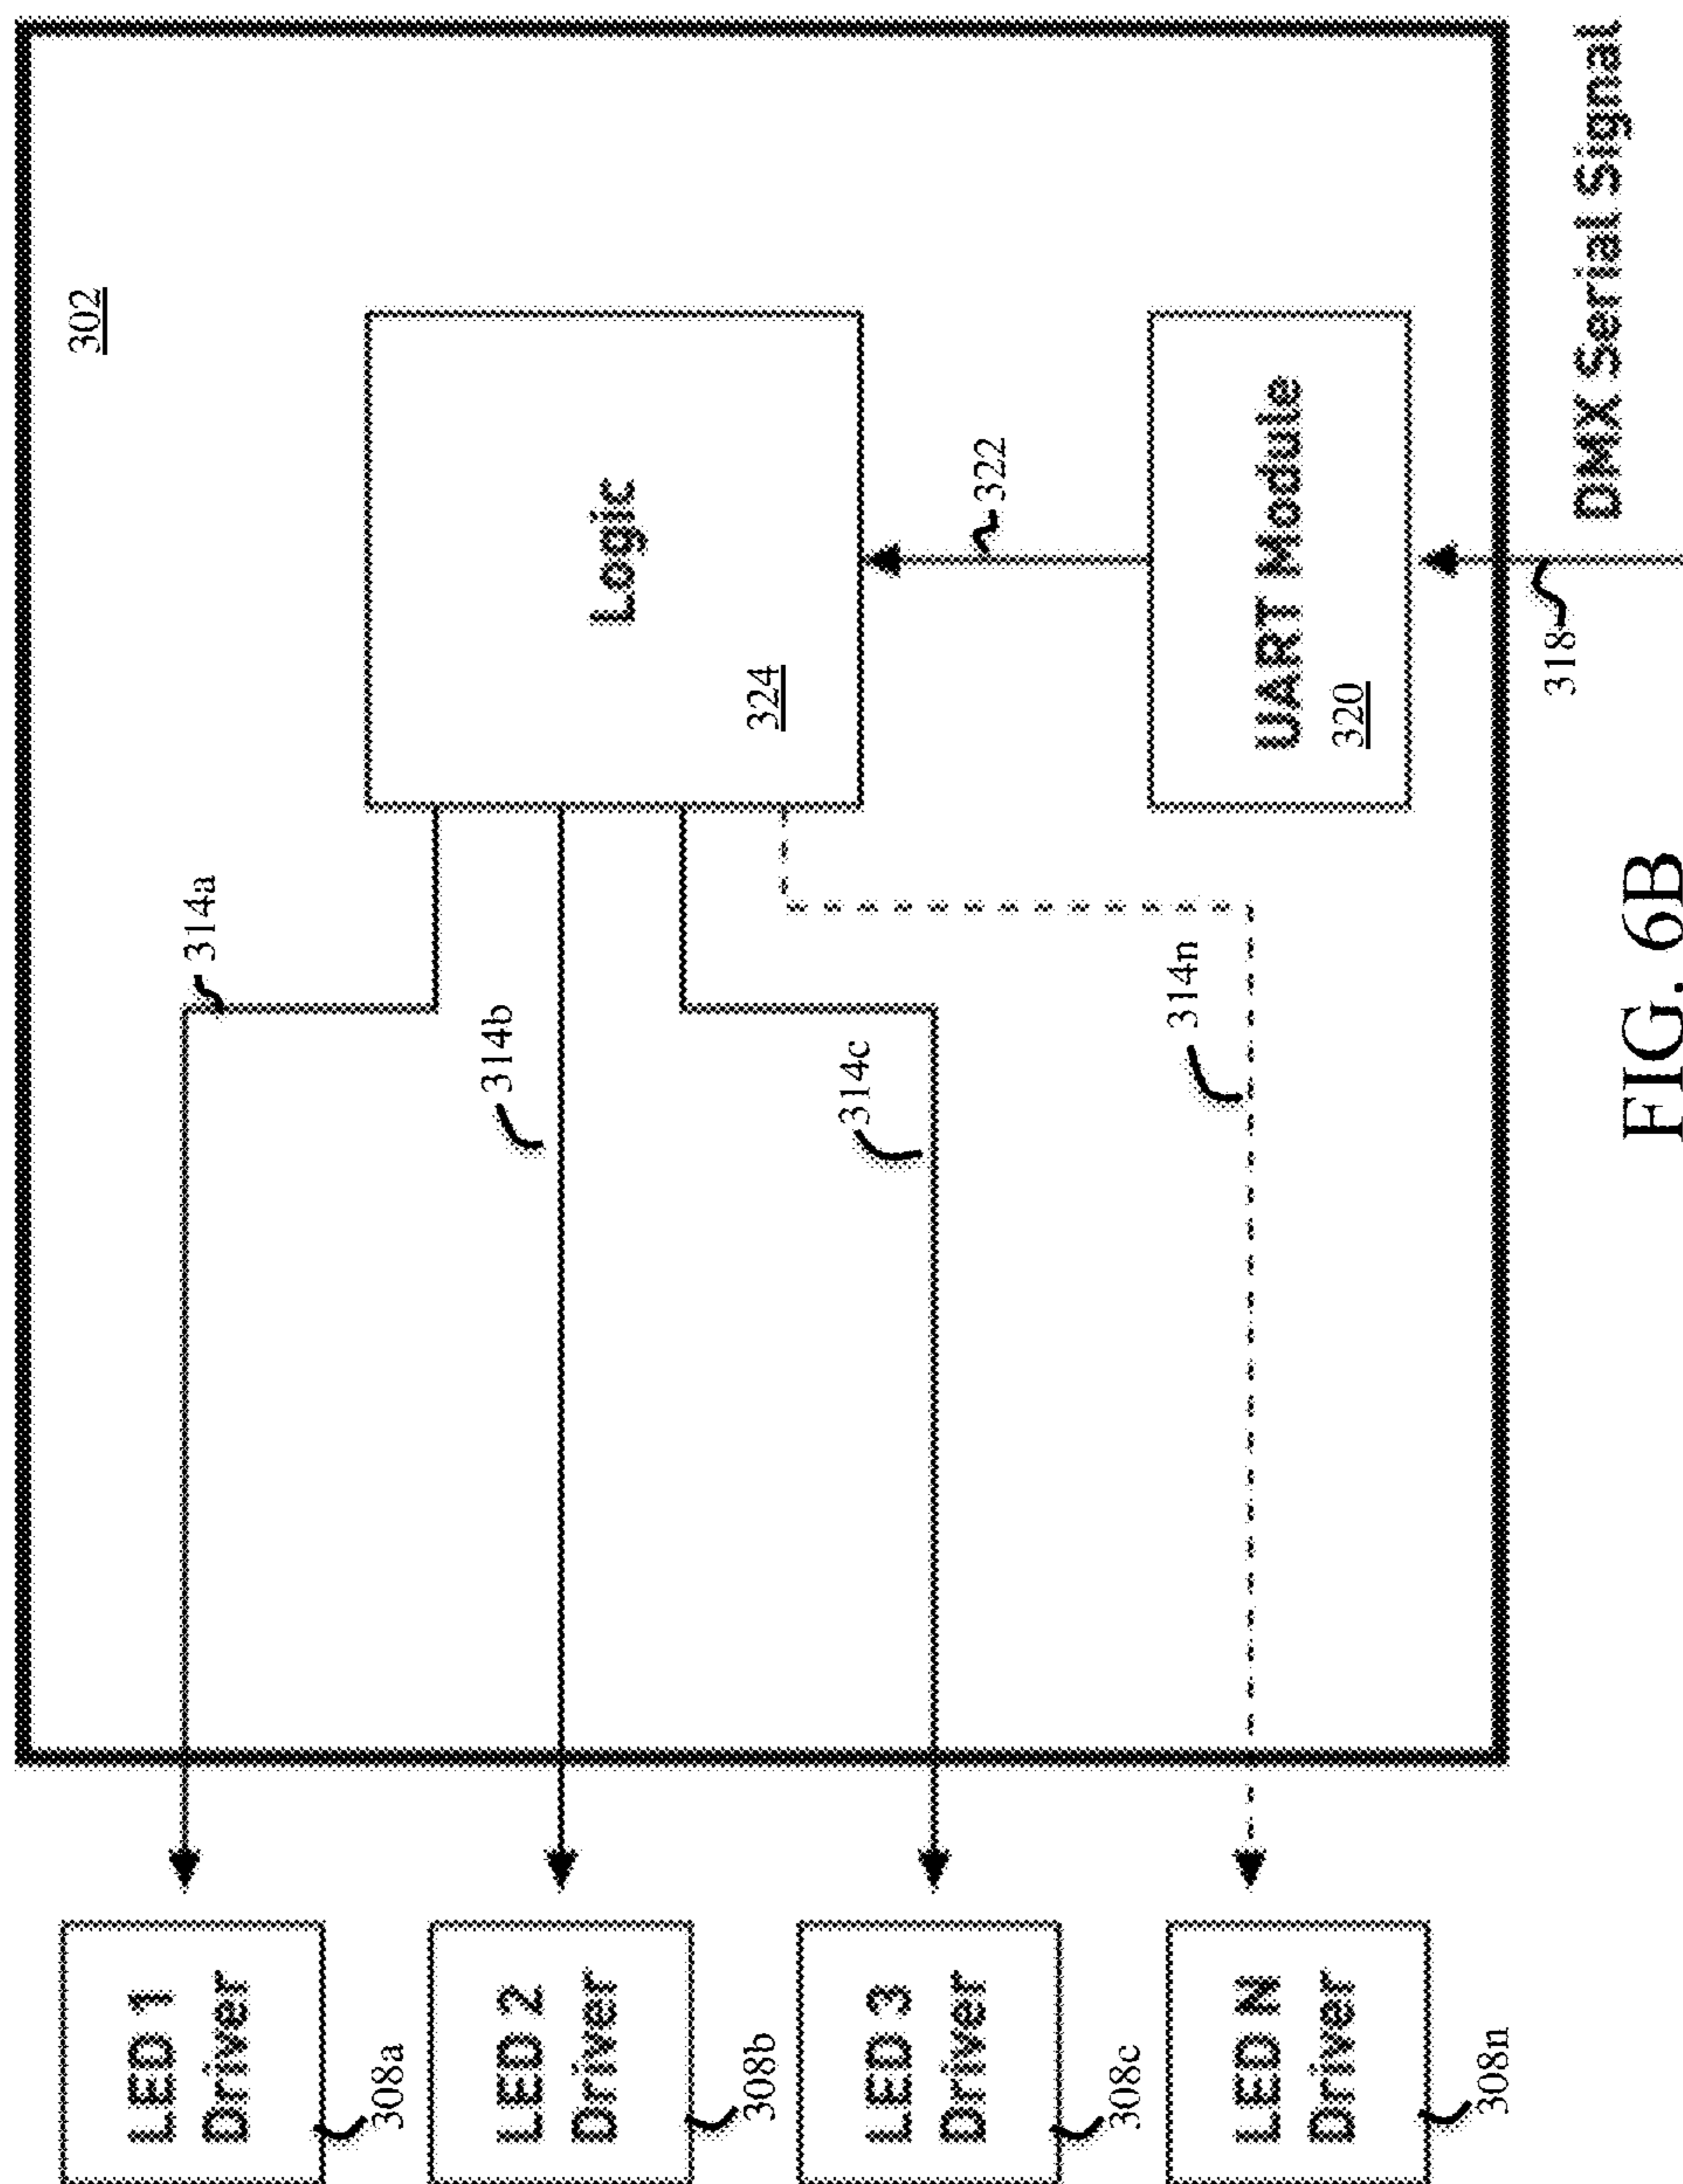 LED 1
Driver
308a
LED 2
Driver
308b
LED 3
Driver
308c
LED N
Driver
308n
314a
314b
314c
314n
302
Logic
324
322
UART Module
320
318
DMX Serial Signal
FIG. 6B